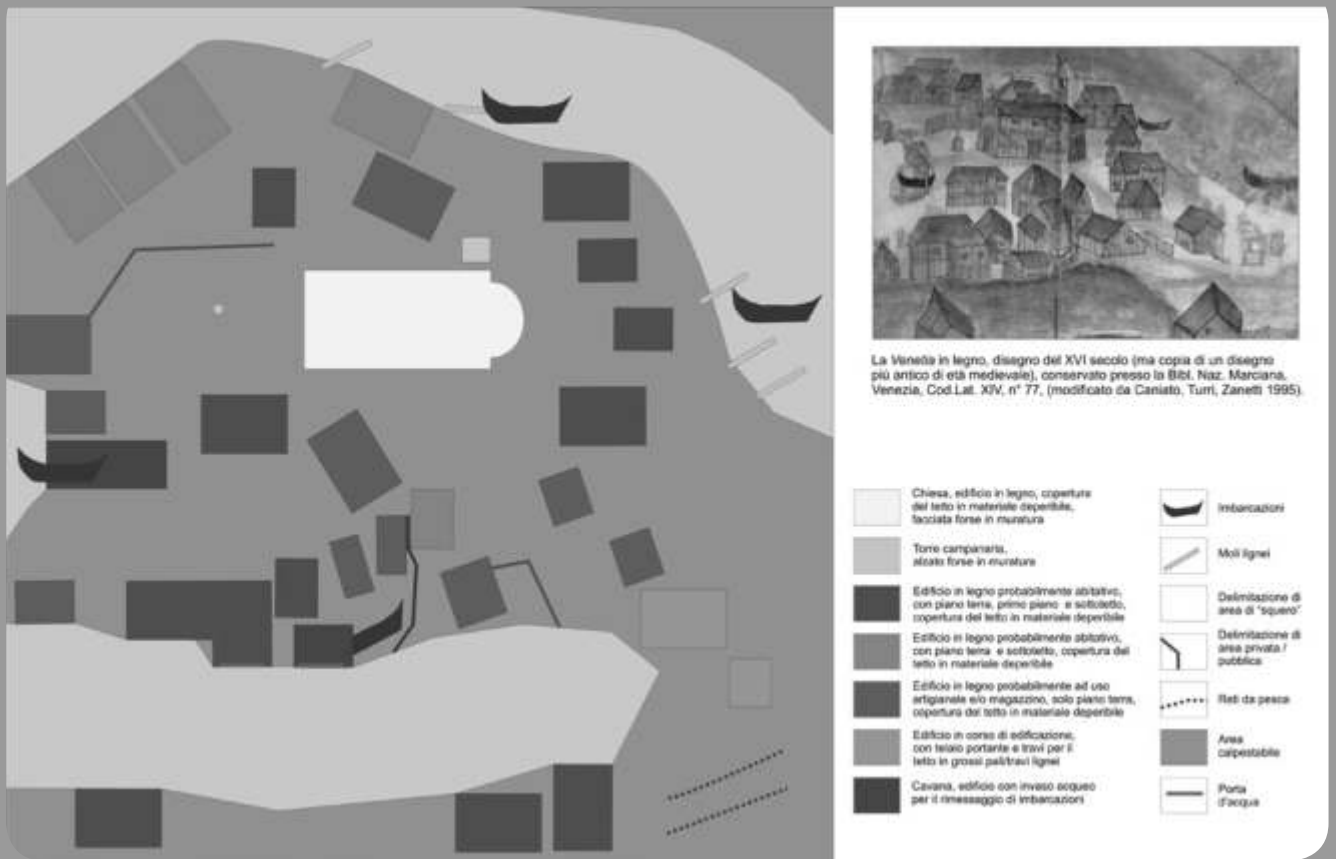 La Venetia in legno, disegno del XVI secolo (ma copia di un disegno
più antico di età medievale), conservato presso la Bibl. Naz. Marciana,
Venezia, Cod.Lat. XIV, n° 77, (modificato da Caniato, Turri, Zanetti 1995).
Chiesa, edificio in legno, copertura
del tetto in materiale deperibile,
facciata forse in muratura
Torre campanaria,
alzato forse in muratura
Edificio in legno probabilmente abitativo,
con piano terra, primo piano e sottotetto,
copertura del tetto in materiale deperibile
Edificio in legno probabilmente abitativo,
con piano terra e sottotetto, copertura del
tetto in materiale deperibile
Edificio in legno probabilmente ad uso
artigianale e/o magazzino, solo piano terra,
copertura del tetto in materiale deperibile
Edificio in corso di edificazione,
con telaio portante e travi per il
tetto in grossi pali/travi lignei
Cavana, edificio con invaso acqueo
per il rimessaggio di imbarcazioni
Imbarcazioni
Moli lignei
Delimitazione di
area di "squero"
Delimitazione di
area privata /
pubblica
Reti da pesca
Area
calpestabile
Porta
d'acqua